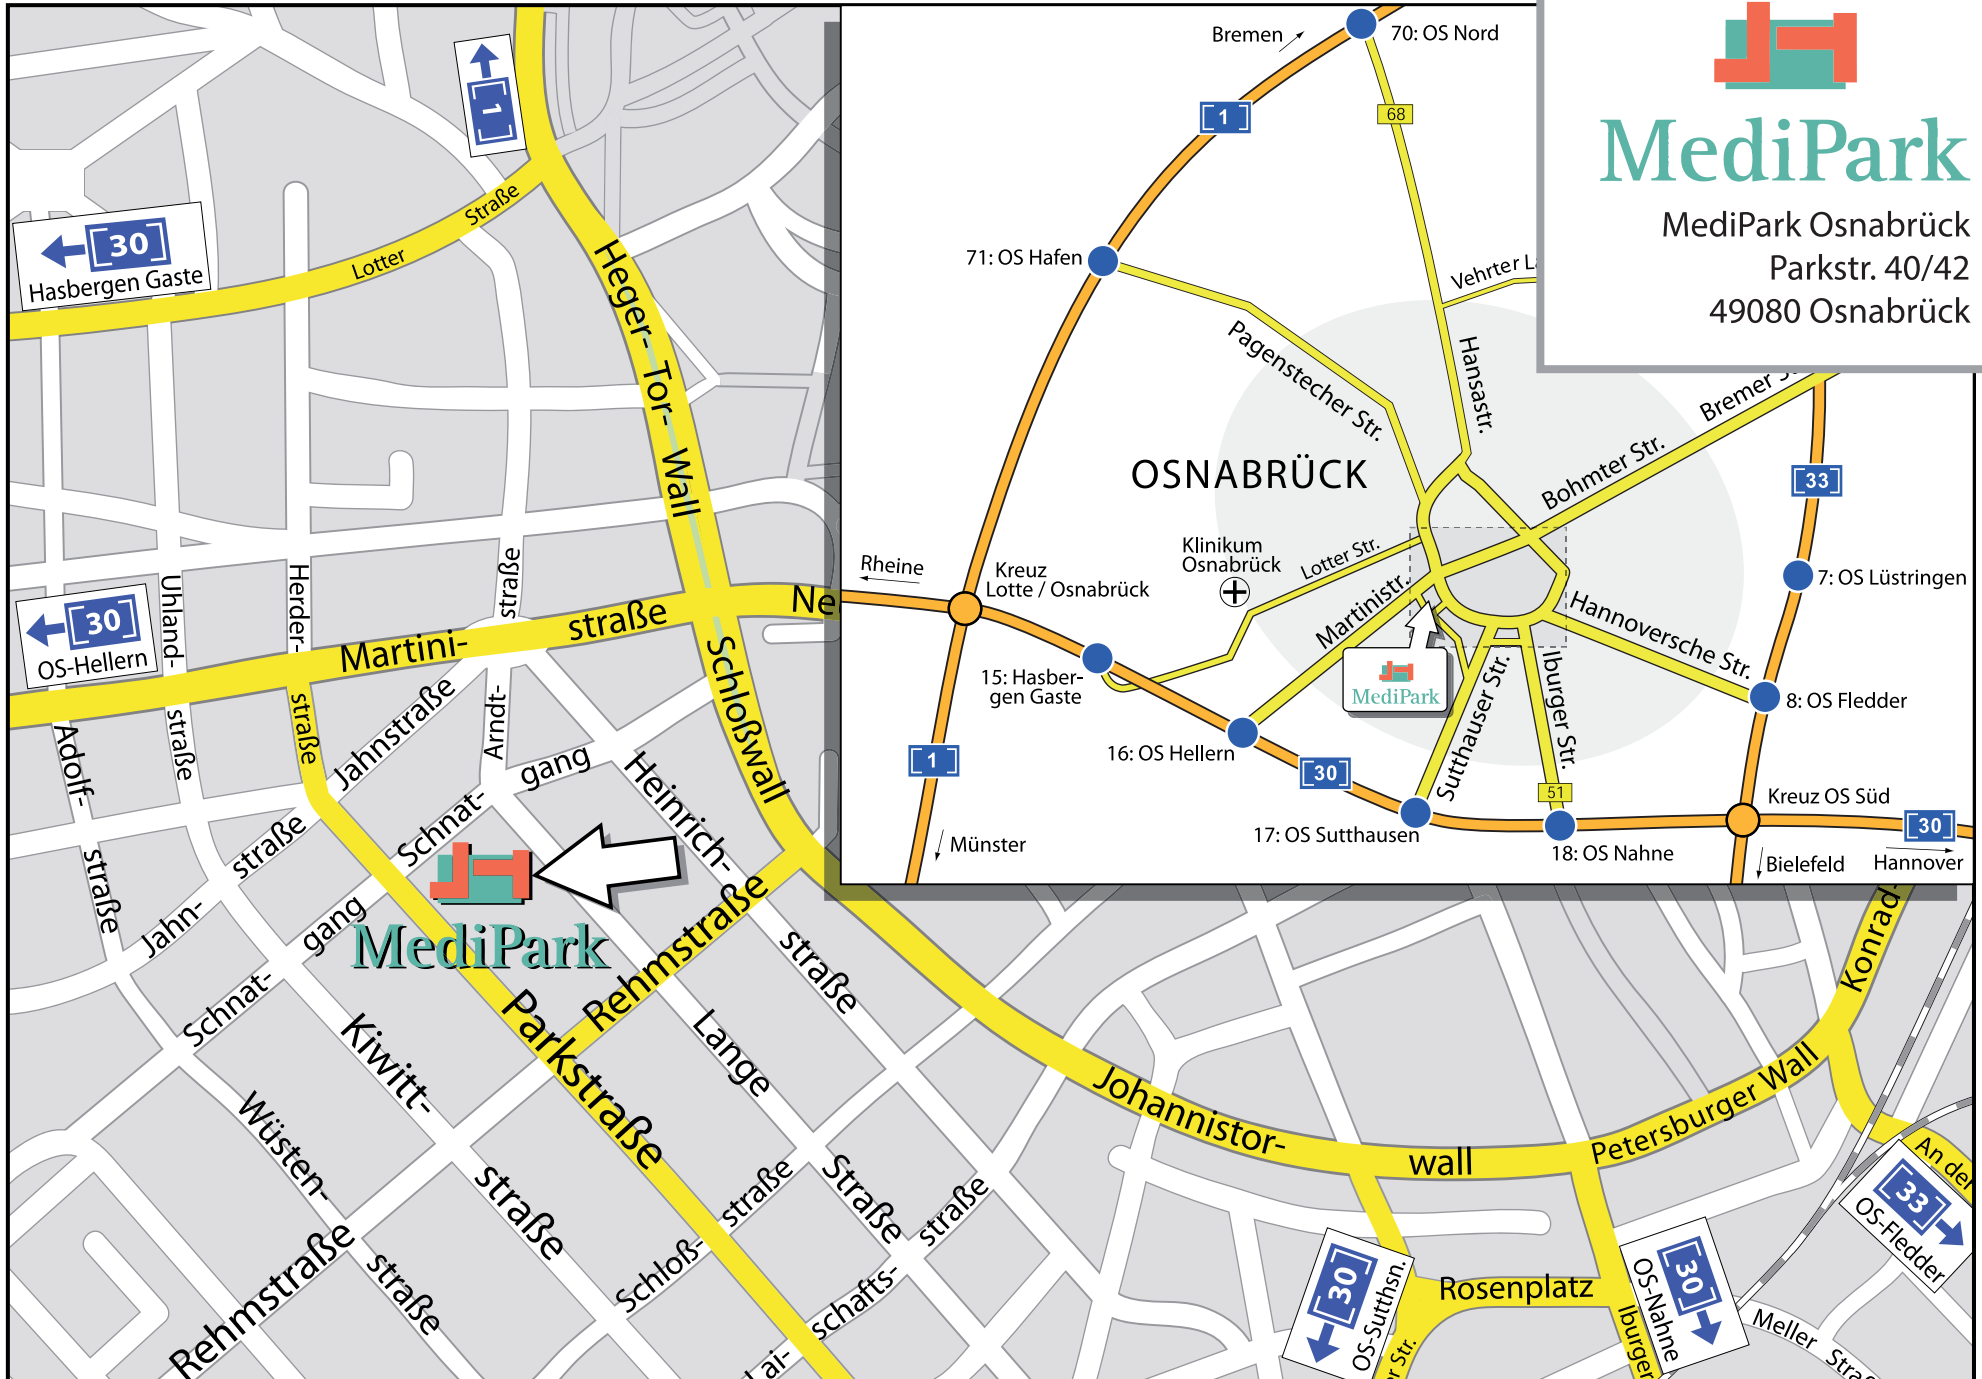 1
30
Hasbergen Gaste
Lotter
Straße
Heger-
Tor-
Wall
30
OS-Hellern
Uhland-
straße
Herder-
straße
straße
Arndt-
Martini-
straße
Ne
Schloßwall
Adolf-
straße
Jahnstraße
straße
Jahn-
Schnat-
gang
gang
Schnat-
Heinrich-
straße
MediPark
Rehmstraße
Parkstraße
Kiwitt-
straße
Lange
Straße
Wüsten-
straße
Rehmstraße
Schloß-
straße
schafts-
straße
Johannistor-
wall
Petersburger Wall
Konrad-
An der
33
OS-Fledder
30
OS-Sutthsn.
Rosenplatz
30
OS-Nahne
Iburger
Meller
er Str.
Bremen
70: OS Nord
1
68
71: OS Hafen
Vehrter
Pagenstecher Str.
Hansastr.
Bremer
OSNABRÜCK
Bohmter Str.
33
Klinikum
Osnabrück
Lotter Str.
Rheine
Kreuz
Lotte / Osnabrück
Martinistr.
7: OS Lüstringen
Hannoversche Str.
15: Hasber-
gen Gaste
MediPark
Sutthauser Str.
Iburger Str.
8: OS Fledder
16: OS Hellern
1
30
51
Kreuz OS Süd
17: OS Sutthausen
18: OS Nahne
30
Münster
Bielefeld
Hannover
MediPark
MediPark Osnabrück
Parkstr. 40/42
49080 Osnabrück